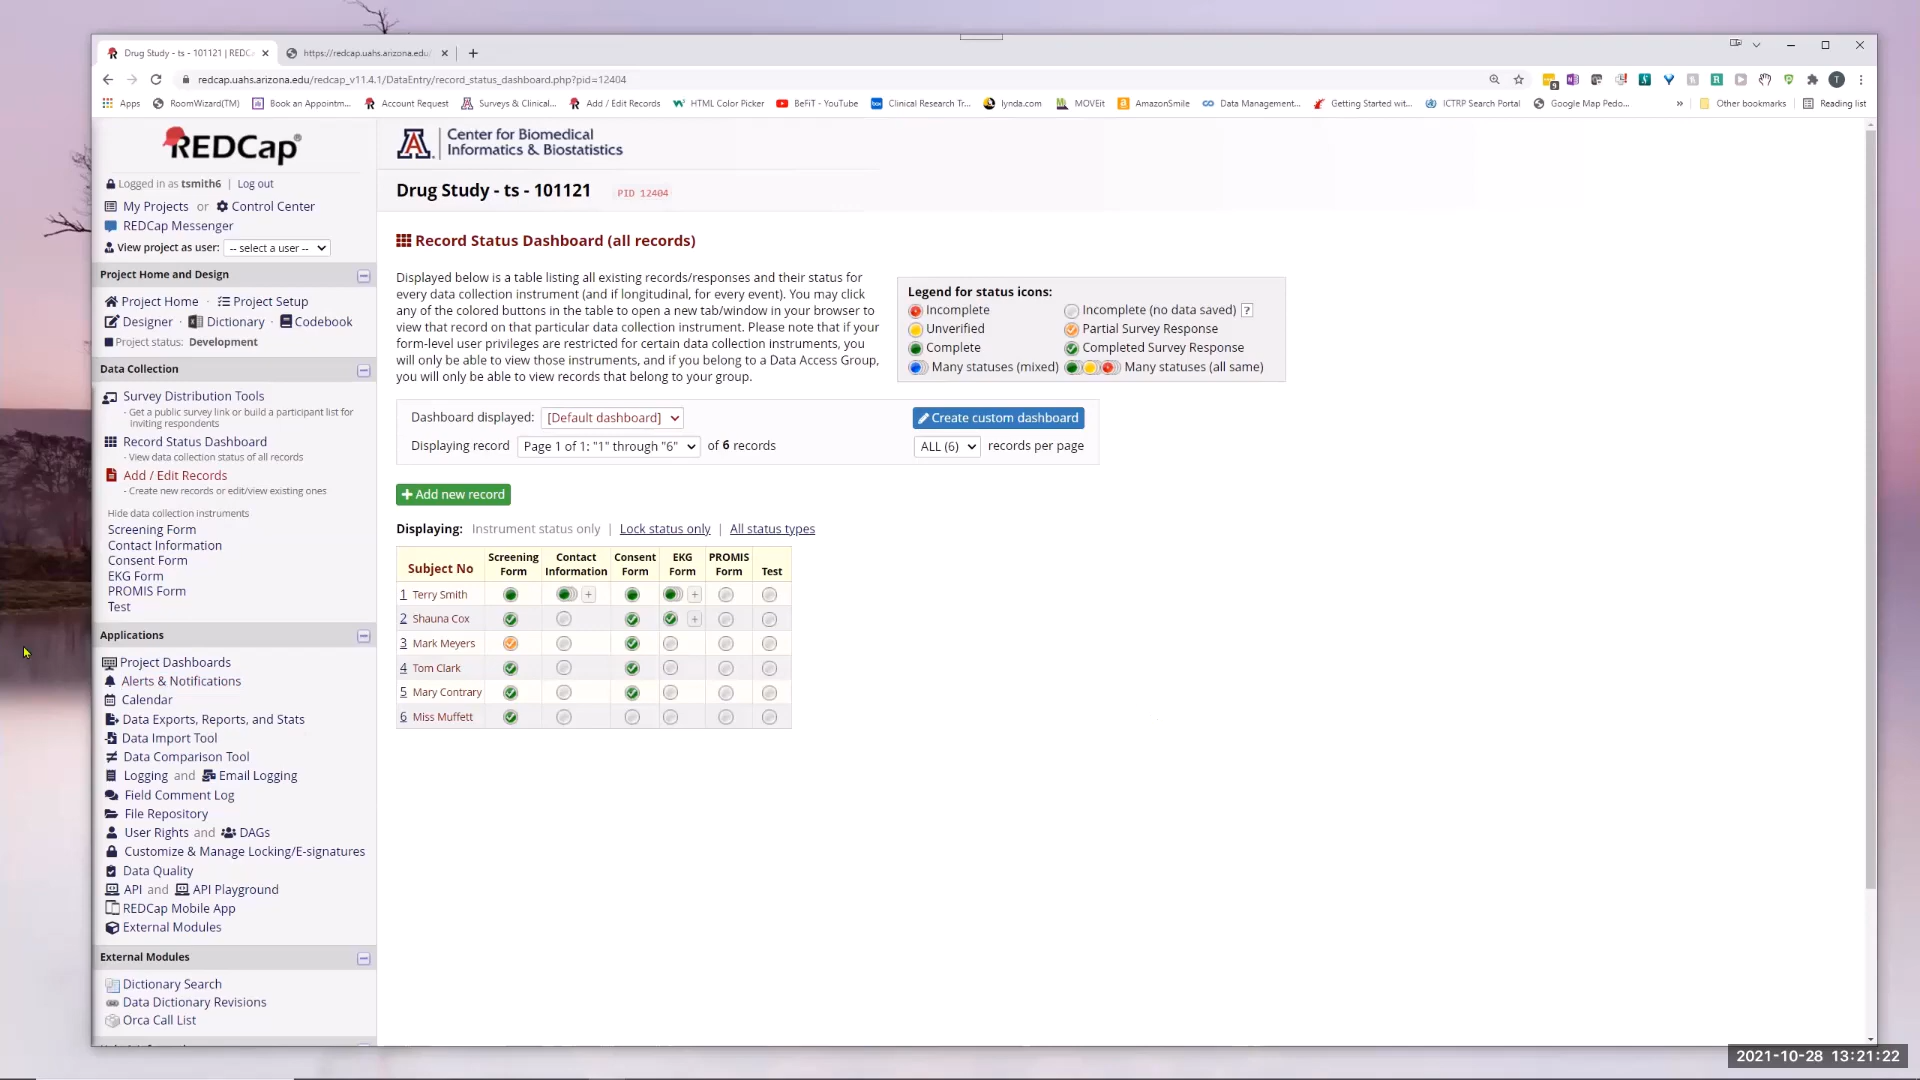 Drug Study - ts - 101121 | REDC
https://redcap.uahs.arizona.edu
redcap.uahs.arizona.edu/redcap_v11.4.1/DataEntry/record_status_dashboard.php?pid=12404
Apps RoomWizard(TM) Book an Appointm... Account Request Surveys & Clinical... Add / Edit Records HTML Color Picker BeFiT - YouTube Clinical Research Tr... lynda.com MOVEit AmazonSmile Data Management... Getting Started wit... ICTRP Search Portal Google Map Pedo... » Other bookmarks Reading list
REDCap®
Logged in as tsmith6 | Log out
My Projects or Control Center
REDCap Messenger
View project as user: -- select a user --
Project Home and Design
Project Home · Project Setup
Designer · Dictionary · Codebook
Project status: Development
Data Collection
Survey Distribution Tools
- Get a public survey link or build a participant list for
inviting respondents
Record Status Dashboard
- View data collection status of all records
Add / Edit Records
- Create new records or edit/view existing ones
Hide data collection instruments
Screening Form
Contact Information
Consent Form
EKG Form
PROMIS Form
Test
Applications
Project Dashboards
Alerts & Notifications
Calendar
Data Exports, Reports, and Stats
Data Import Tool
Data Comparison Tool
Logging and Email Logging
Field Comment Log
File Repository
User Rights and DAGs
Customize & Manage Locking/E-signatures
Data Quality
API and API Playground
REDCap Mobile App
External Modules
External Modules
Dictionary Search
Data Dictionary Revisions
Orca Call List
A Center for Biomedical
Informatics & Biostatistics
Drug Study - ts - 101121 PID 12404
Record Status Dashboard (all records)
Displayed below is a table listing all existing records/responses and their status for
every data collection instrument (and if longitudinal, for every event). You may click
any of the colored buttons in the table to open a new tab/window in your browser to
view that record on that particular data collection instrument. Please note that if your
form-level user privileges are restricted for certain data collection instruments, you
will only be able to view those instruments, and if you belong to a Data Access Group,
you will only be able to view records that belong to your group.
Legend for status icons:
Incomplete Incomplete (no data saved) ?
Unverified Partial Survey Response
Complete Completed Survey Response
Many statuses (mixed) Many statuses (all same)
Dashboard displayed: [Default dashboard] Create custom dashboard
Displaying record Page 1 of 1: "1" through "6" of 6 records ALL (6) records per page
+ Add new record
Displaying: Instrument status only | Lock status only | All status types
Subject No Screening Form Contact Information Consent Form EKG Form PROMIS Form Test
1 Terry Smith + +
2 Shauna Cox +
3 Mark Meyers
4 Tom Clark
5 Mary Contrary
6 Miss Muffett
2021-10-28 13:21:22